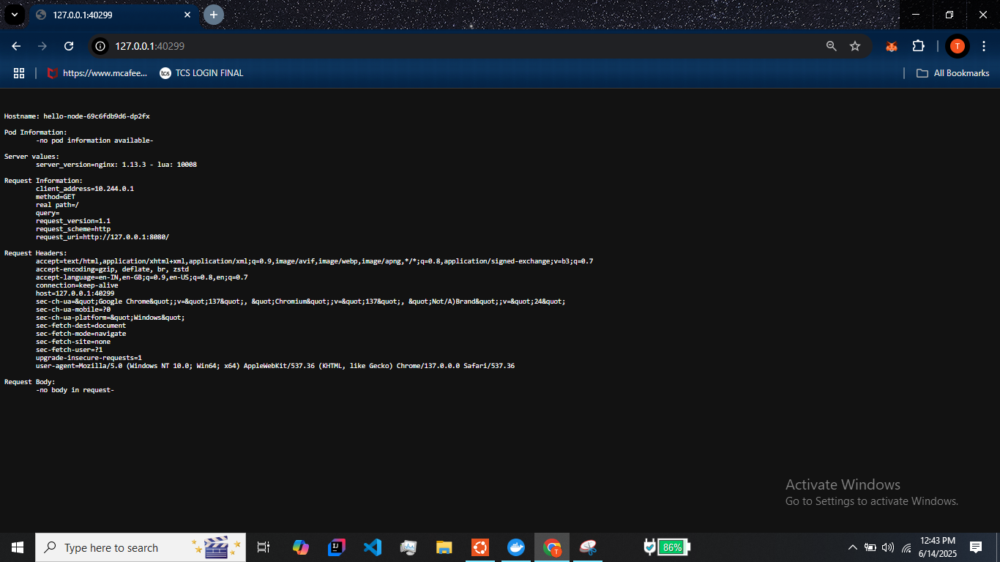 127.0.0.1:40299
127.0.0.1:40299
T
https://www.mcafee...
tcs
TCS LOGIN FINAL
All Bookmarks
Hostname: hello-node-69c6fdb9d6-dp2fx
Pod Information:
-no pod information available-
Server values:
server_version=nginx: 1.13.3 - lua: 10008
Request Information:
client_address=10.244.0.1
method=GET
real path=/
query=
request_version=1.1
request_scheme=http
request_uri=http://127.0.0.1:8080/
Request Headers:
accept=text/html,application/xhtml+xml,application/xml;q=0.9,image/avif,image/webp,image/apng,*/*;q=0.8,application/signed-exchange;v=b3;q=0.7
accept-encoding=gzip, deflate, br, zstd
accept-language=en-IN,en-GB;q=0.9,en-US;q=0.8,en;q=0.7
connection=keep-alive
host=127.0.0.1:40299
sec-ch-ua=&quot;Google Chrome&quot;;v=&quot;137&quot;, &quot;Chromium&quot;;v=&quot;137&quot;, &quot;Not/A)Brand&quot;;v=&quot;24&quot;
sec-ch-ua-mobile=?0
sec-ch-ua-platform=&quot;Windows&quot;
sec-fetch-dest=document
sec-fetch-mode=navigate
sec-fetch-site=none
sec-fetch-user=?1
upgrade-insecure-requests=1
user-agent=Mozilla/5.0 (Windows NT 10.0; Win64; x64) AppleWebKit/537.36 (KHTML, like Gecko) Chrome/137.0.0.0 Safari/537.36
Request Body:
-no body in request-
Activate Windows
Go to Settings to activate Windows.
Type here to search
IJ
T
86%
12:43 PM
6/14/2025